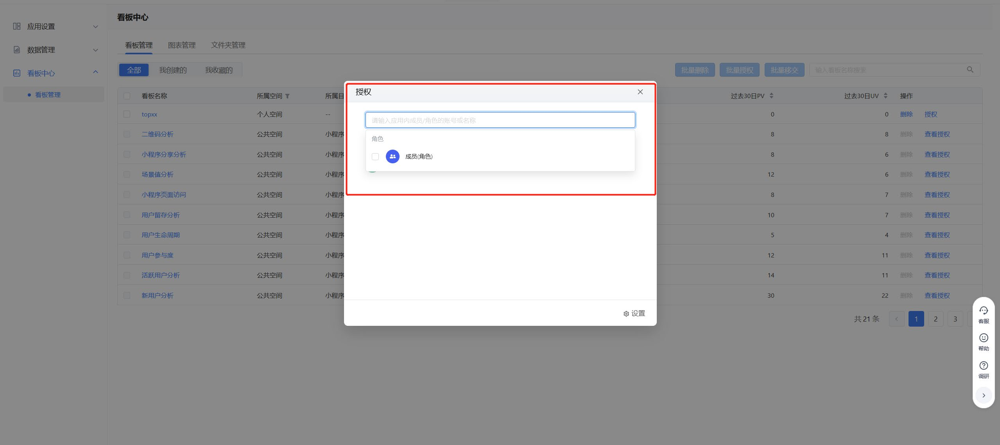 看板中心
应用设置
数据管理
看板中心
看板管理
看板管理 图表管理 文件夹管理
全部 我创建的 我收藏的 批量删除 批量授权 批量移交 输入看板名称搜索
看板名称 所属空间 所属目 过去30日PV 过去30日UV 操作
topxx 个人空间 -- 0 0 删除 授权
二维码分析 公共空间 小程序 8 8 删除 查看授权
小程序分享分析 公共空间 小程序 8 6 删除 查看授权
场景值分析 公共空间 小程序 12 6 删除 查看授权
小程序页面访问 公共空间 小程序 8 7 删除 查看授权
用户留存分析 公共空间 小程序 10 7 删除 查看授权
用户生命周期 公共空间 小程序 5 4 删除 查看授权
用户参与度 公共空间 小程序 12 11 删除 查看授权
活跃用户分析 公共空间 小程序 14 11 删除 查看授权
新用户分析 公共空间 小程序 30 22 删除 查看授权
共 21 条 1 2 3
授权
请输入应用内成员/角色的账号或名称
角色
成员(角色)
设置
客服
帮助
调研